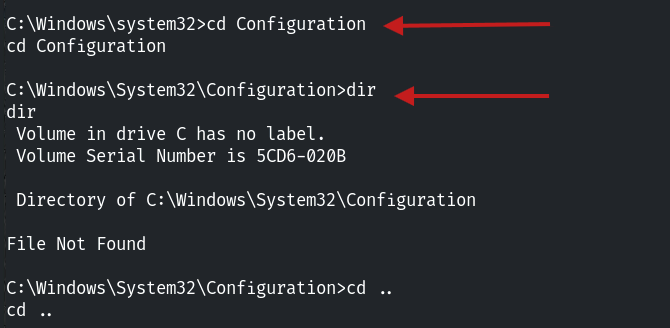 C:\Windows\system32>cd Configuration
cd Configuration
C:\Windows\System32\Configuration>dir
dir
Volume in drive C has no label.
Volume Serial Number is 5CD6-020B
Directory of C:\Windows\System32\Configuration
File Not Found
C:\Windows\System32\Configuration>cd ..
cd ..